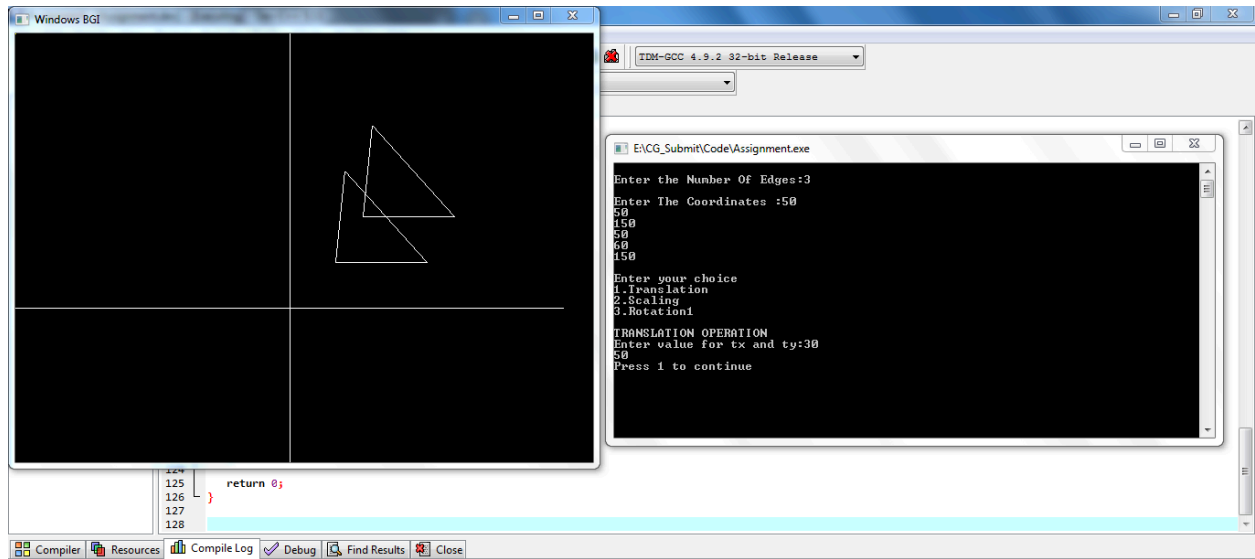 Windows BGI
TDM-GCC 4.9.2 32-bit Release
E:\CG_Submit\Code\Assignment.exe
Enter the Number Of Edges:3
Enter The Coordinates :50
50
150
50
60
150
Enter your choice
1.Translation
2.Scaling
3.Rotation1
TRANSLATION OPERATION
Enter value for tx and ty:30
50
Press 1 to continue
124
125 return 0;
126 }
127
128
Compiler Resources Compile Log Debug Find Results Close